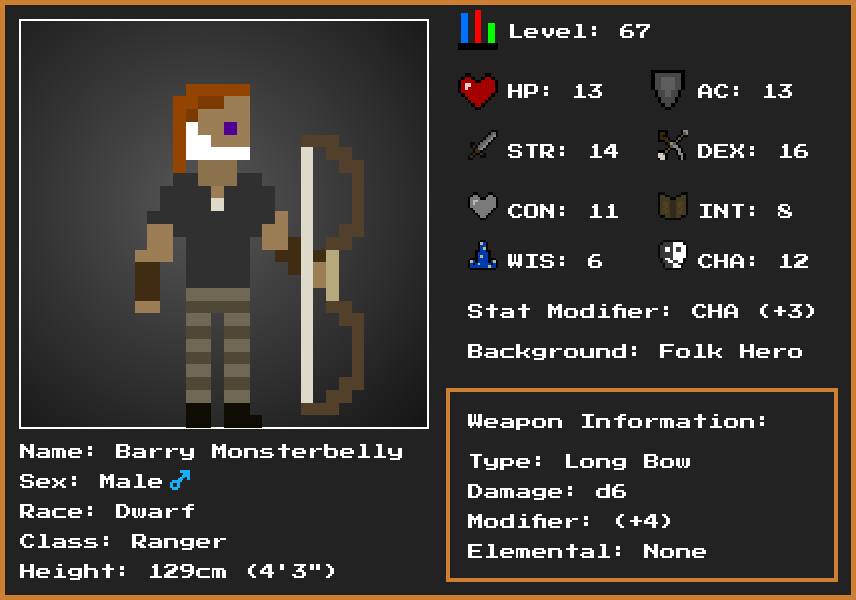 Level: 67
HP: 13 AC: 13
STR: 14 DEX: 16
CON: 11 INT: 8
WIS: 6 CHA: 12
Stat Modifier: CHA (+3)
Background: Folk Hero
Weapon Information:
Type: Long Bow
Damage: d6
Modifier: (+4)
Elemental: None
Name: Barry Monsterbelly
Sex: Male ♂
Race: Dwarf
Class: Ranger
Height: 129cm (4'3")